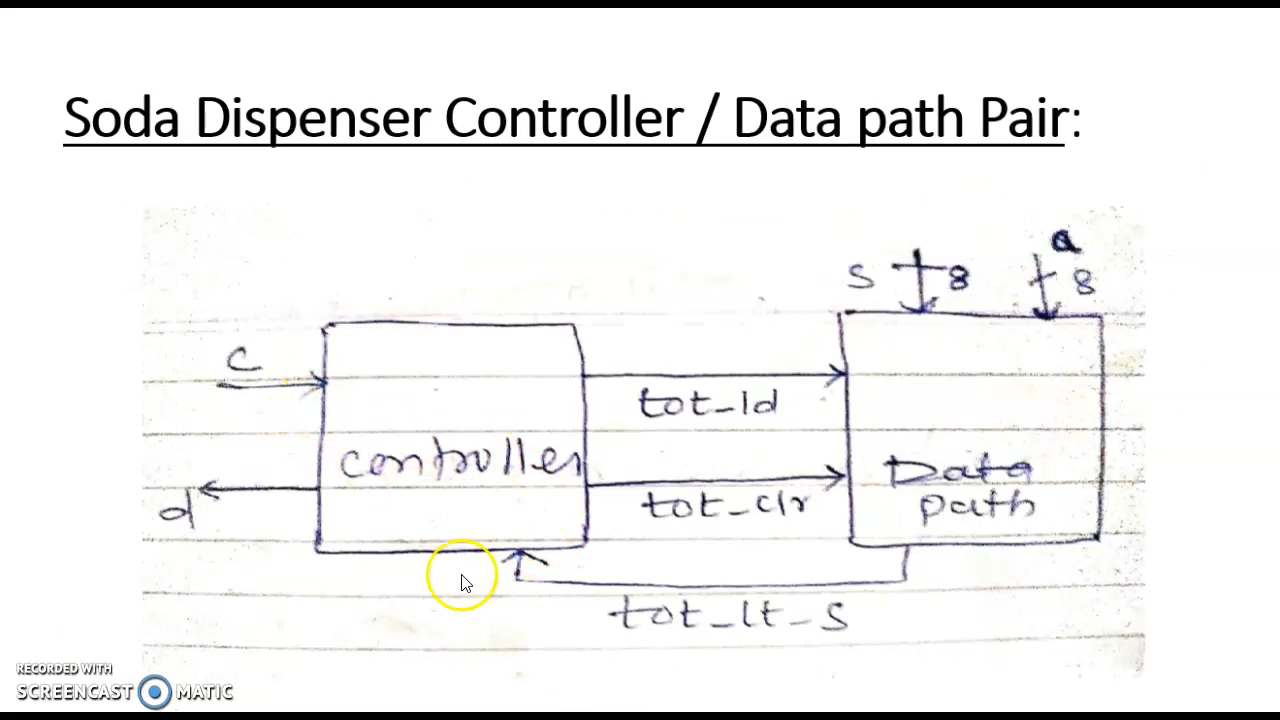 Soda Dispenser Controller / Data path Pair:
a
S 8 8
C
tot_ld
controller
Data
path
d
tot_clr
tot_lt_s
RECORDED WITH
SCREENCAST MATIC